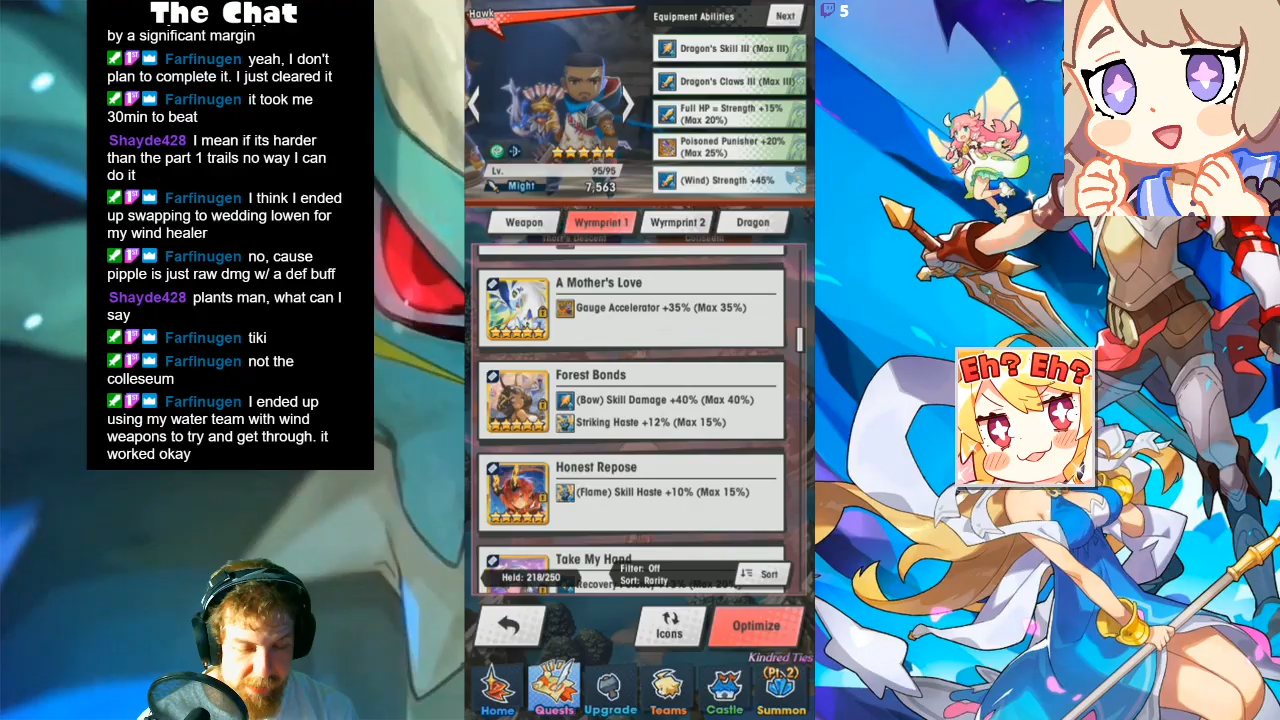 The Chat
by a significant margin
Farfinugen yeah, I don't
plan to complete it. I just cleared it
Farfinugen it took me
30min to beat
Shayde428 I mean if its harder
than the part 1 trails no way I can
do it
Farfinugen I think I ended
up swapping to wedding lowen for
my wind healer
Farfinugen no, cause
pipple is just raw dmg w/ a def buff
Shayde428 plants man, what can I
say
Farfinugen tiki
Farfinugen not the
colleseum
Farfinugen I ended up
using my water team with wind
weapons to try and get through. it
worked okay
Hawk
Equipment Abilities
Next
Dragon's Skill III (Max III)
Dragon's Claws III (Max III)
Full HP = Strength +15%
(Max 20%)
Poisoned Punisher +20%
(Max 25%)
(Wind) Strength +45%
Lv. 95/95
Might 7,563
Weapon
Wyrmprint 1
Wyrmprint 2
Dragon
A Mother's Love
Gauge Accelerator +35% (Max 35%)
Forest Bonds
(Bow) Skill Damage +40% (Max 40%)
Striking Haste +12% (Max 15%)
Honest Repose
(Flame) Skill Haste +10% (Max 15%)
Take My Hand
Held: 218/250
Filter: Off
Sort: Rarity
Sort
Icons
Optimize
Kindred Ties
(Pt. 2)
Home
Quests
Upgrade
Teams
Castle
Summon
5
Eh? Eh?